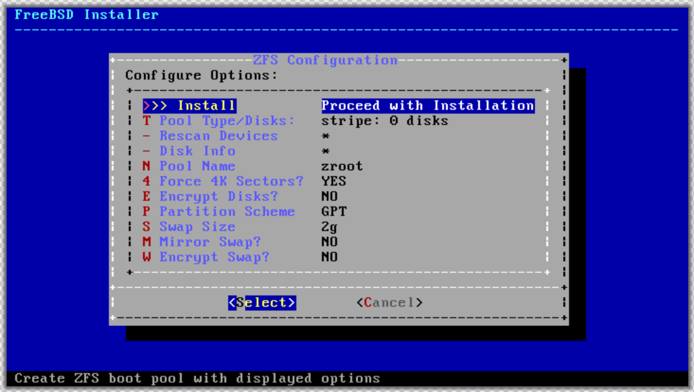 FreeBSD Installer
ZFS Configuration
Configure Options:
>>> Install Proceed with Installation
T Pool Type/Disks: stripe: 0 disks
- Rescan Devices *
- Disk Info *
N Pool Name zroot
4 Force 4K Sectors? YES
E Encrypt Disks? NO
P Partition Scheme GPT
S Swap Size 2g
M Mirror Swap? NO
W Encrypt Swap? NO
<Select> <Cancel>
Create ZFS boot pool with displayed options